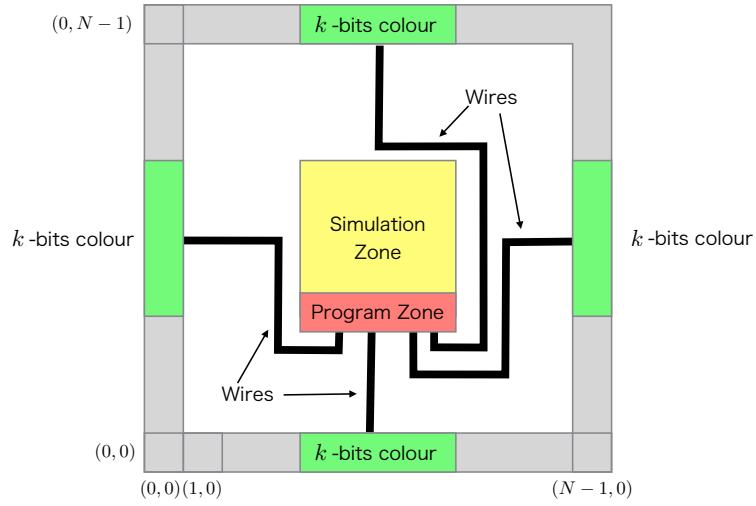 (0, N−1)
k -bits colour
Wires
Simulation
Zone
k -bits colour
k -bits colour
Program Zone
Wires
(0, 0)
k -bits colour
(0, 0)(1, 0)
(N−1, 0)